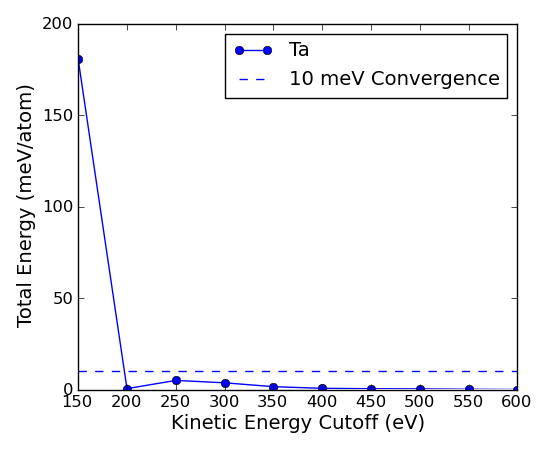 200
150
100
50
0
Total Energy (meV/atom)
Ta
10 meV Convergence
150 200 250 300 350 400 450 500 550 600
Kinetic Energy Cutoff (eV)